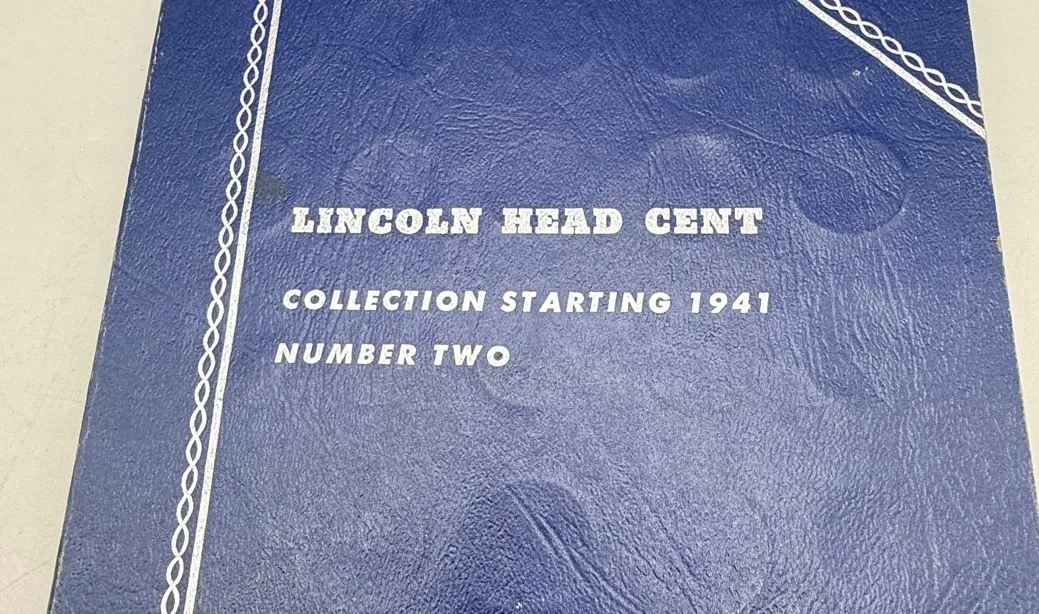 LINCOLN HEAD CENT
COLLECTION STARTING 1941
NUMBER TWO